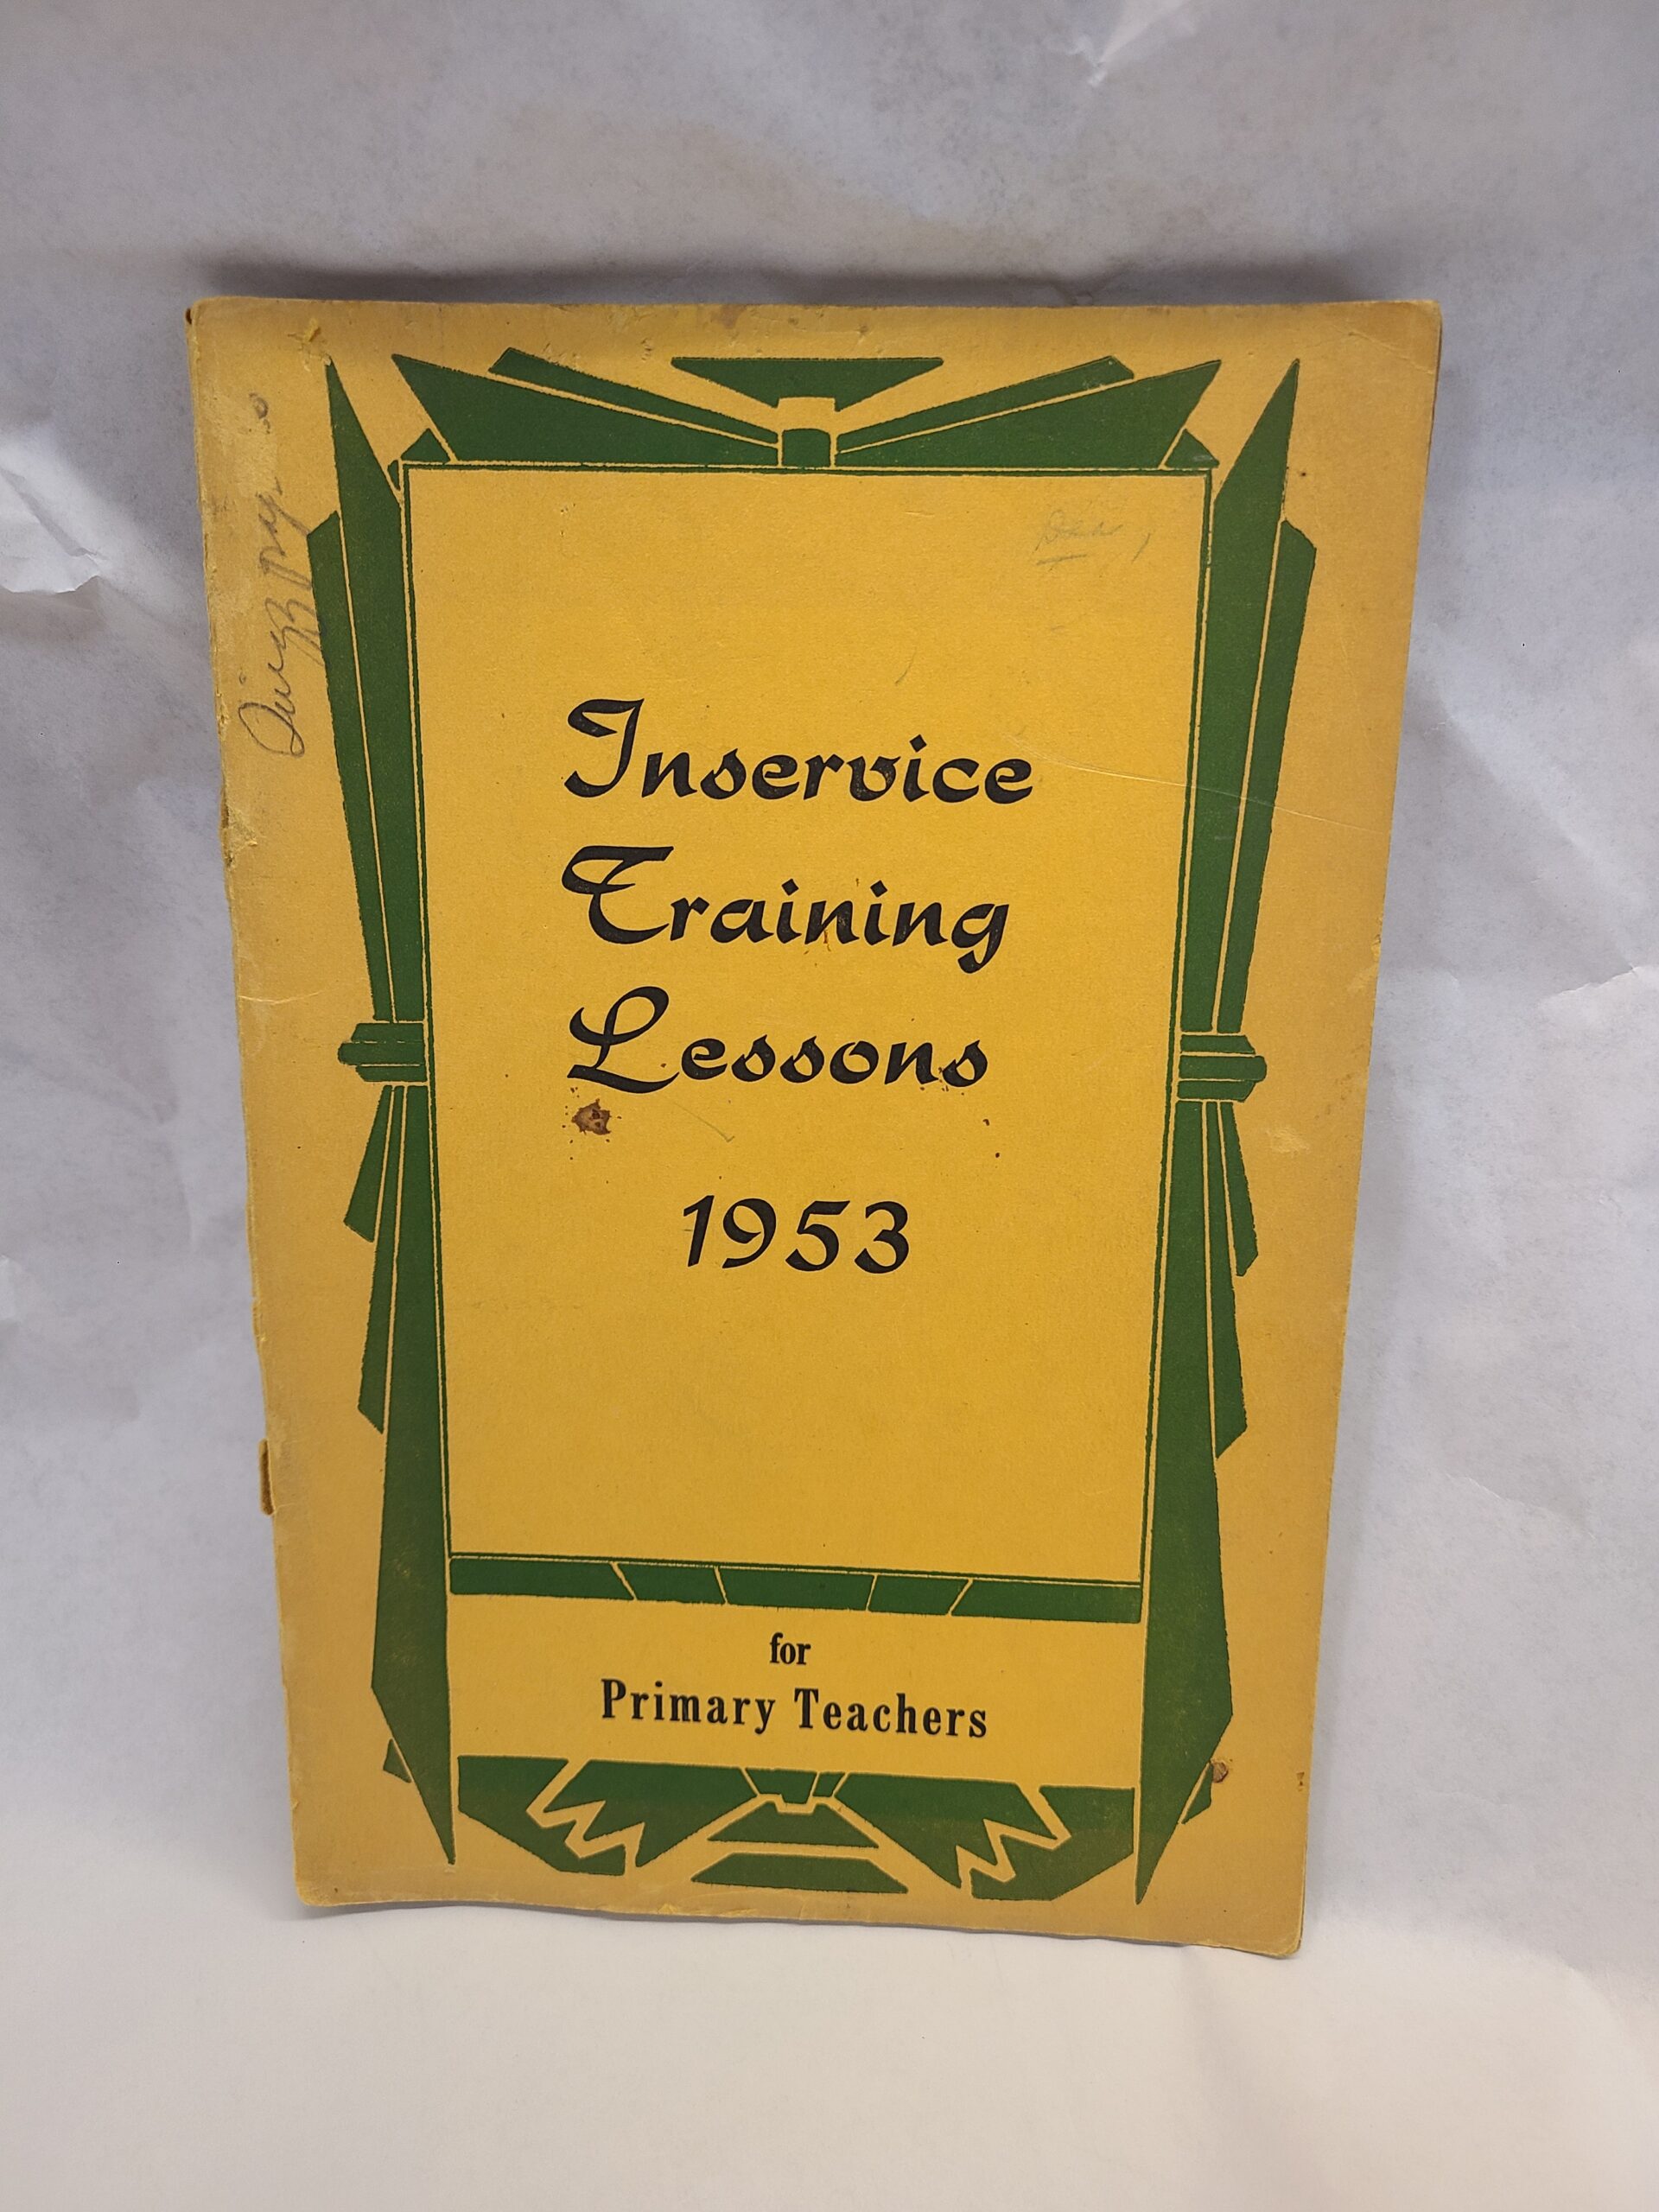 Inservice
Training
Lessons
1953
for
Primary Teachers